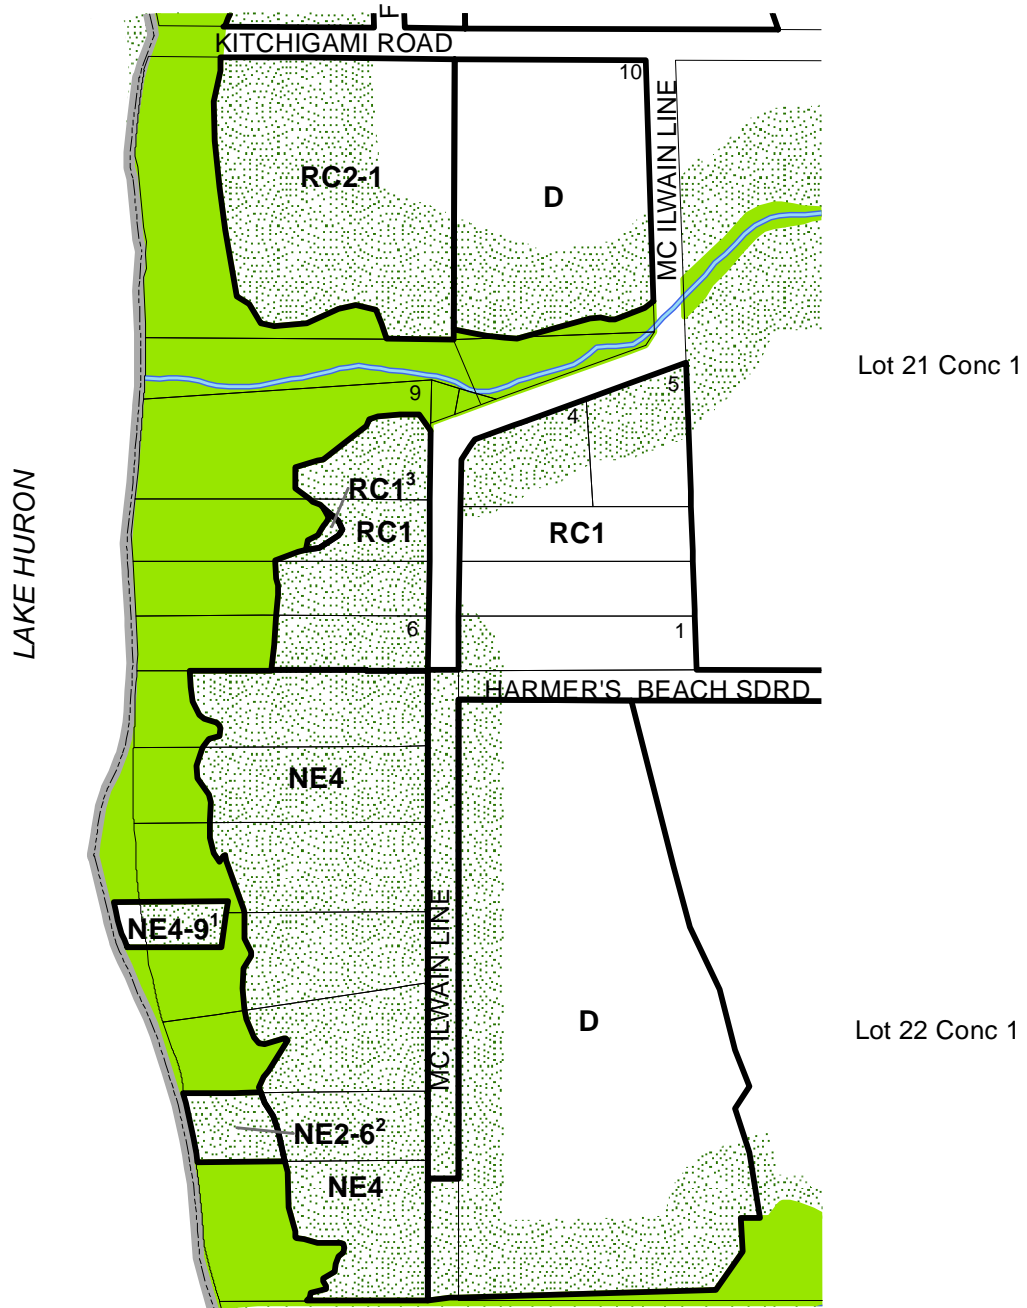 F
KITCHIGAMI ROAD
10
MC ILWAIN LINE
RC2-1
D
Lot 21 Conc 1
5
9
4
LAKE HURON
RC1³
RC1
RC1
6
1
HARMER'S BEACH SDRD
NE4
MC ILWAIN LINE
NE4-9¹
D
Lot 22 Conc 1
NE2-6²
NE4